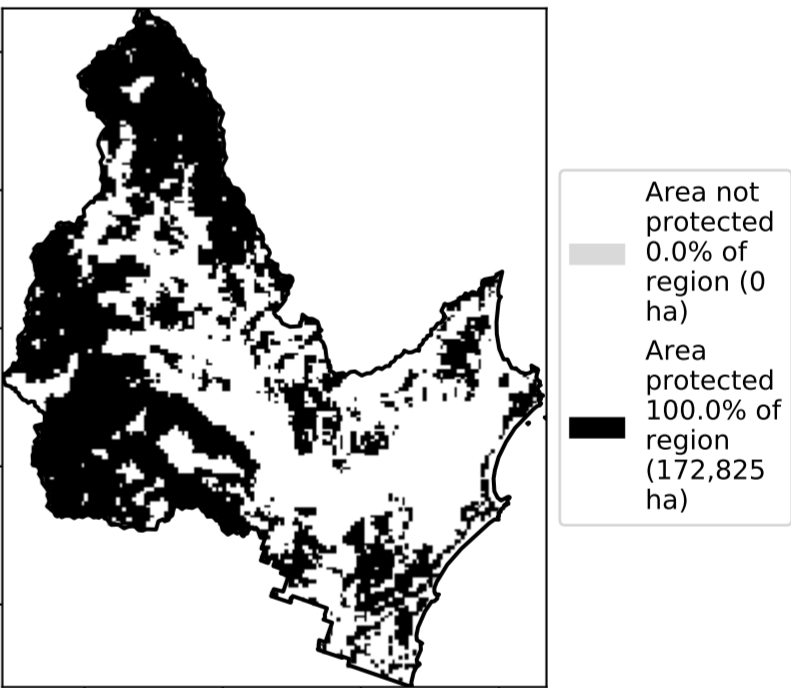 Area not
protected
0.0% of
region (0
ha)
Area
protected
100.0% of
region
(172,825
ha)